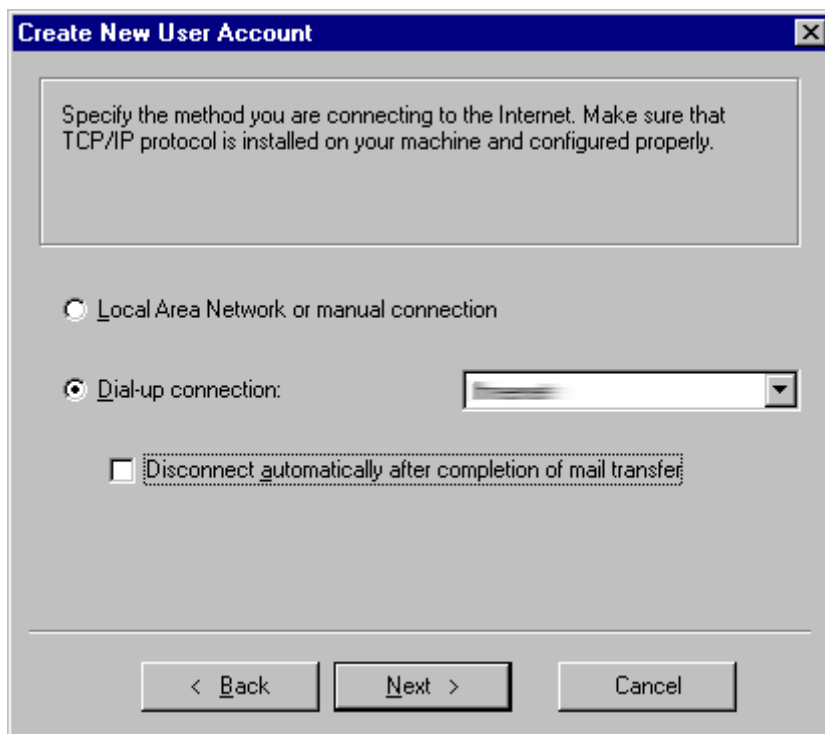 Create New User Account
Specify the method you are connecting to the Internet. Make sure that
TCP/IP protocol is installed on your machine and configured properly.
Local Area Network or manual connection
Dial-up connection:
Disconnect automatically after completion of mail transfer
< Back
Next >
Cancel